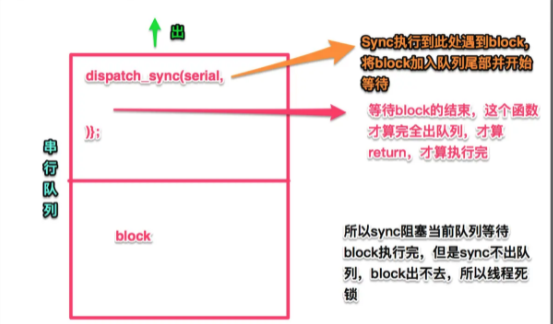 出
dispatch_sync(serial,
)};
串
行
队
列
block
Sync执行到此处遇到block,
将block加入队列尾部并开始
等待
等待block的结束，这个函数
才算完全出队列，才算
return，才算执行完
所以sync阻塞当前队列等待
block执行完，但是sync不出队
列，block出不去，所以线程死
锁